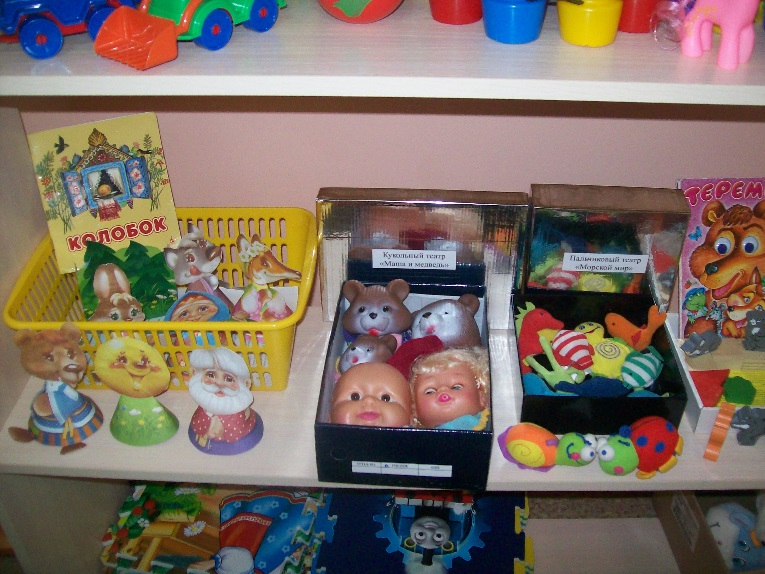 КОЛОБОК
Кукольный театр
«Маша и медведь»
Пальчиковый театр
«Морской мир»
ТЕРЕМ